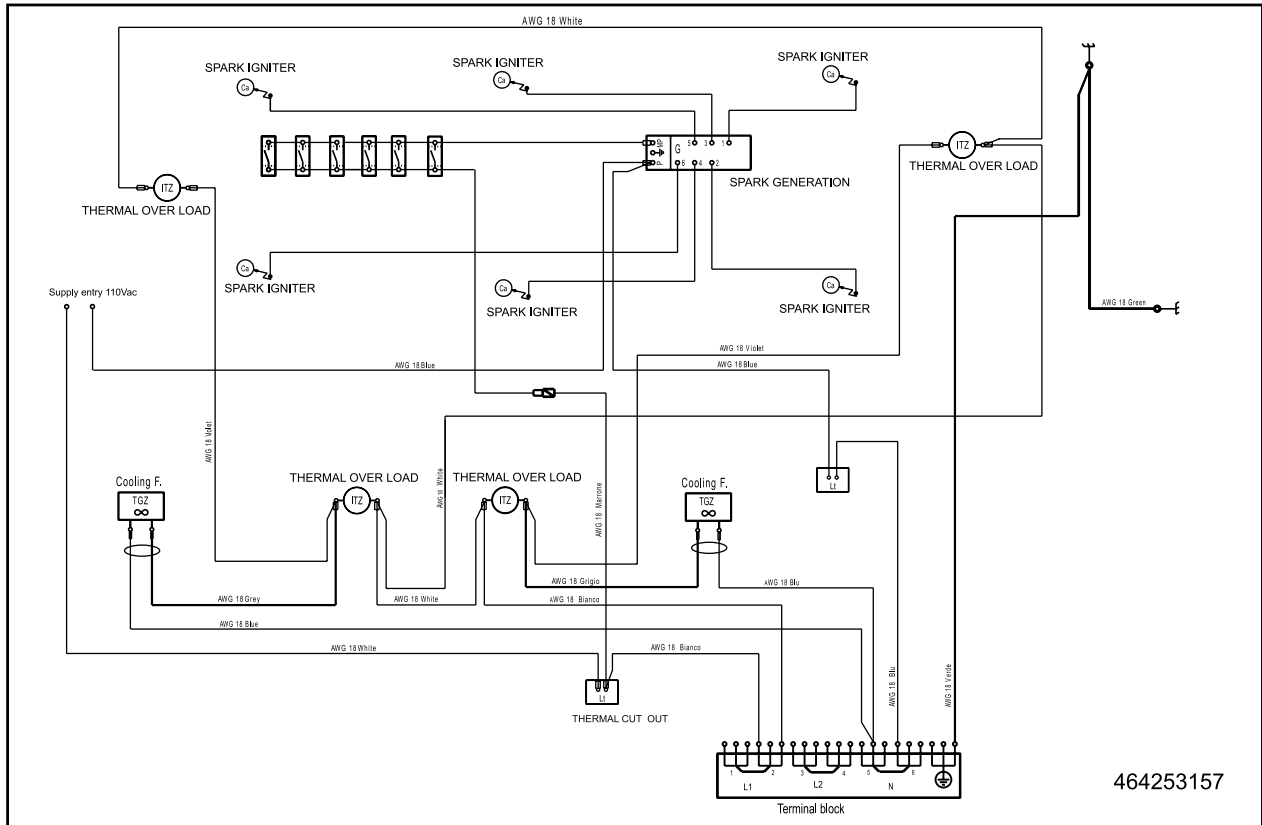 AWG 18 White
SPARK IGNITER
Ca
SPARK IGNITER
Ca
SPARK IGNITER
Ca
MP
P
G
5 3 1
6 4 2
SPARK GENERATION
ITZ
THERMAL OVER LOAD
ITZ
THERMAL OVER LOAD
Ca
SPARK IGNITER
Ca
SPARK IGNITER
Ca
SPARK IGNITER
Supply entry 110Vac
AWG 18 Green
AWG 18 Violet
AWG 18 Blue
AWG 18 Blue
AWG 18 Violet
AWG 18 White
AWG 18 Marrone
Cooling F.
TGZ
THERMAL OVER LOAD
ITZ
THERMAL OVER LOAD
ITZ
Cooling F.
TGZ
Lt
AWG 18 Grey
AWG 18 White
AWG 18 Grigio
AWG 18 Bianco
AWG 18 Blu
AWG 18 Blue
AWG 18 White
AWG 18 Bianco
AWG 18 Blu
AWG 18 Verde
Lt
THERMAL CUT OUT
1 2 3 4 5 6
L1 L2 N
Terminal block
464253157